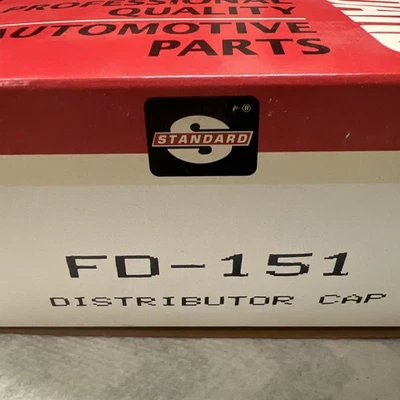 PROFESSIONAL
QUALITY
AUTOMOTIVE
PARTS
S
STANDARD
®
FD-151
DISTRIBUTOR CAP